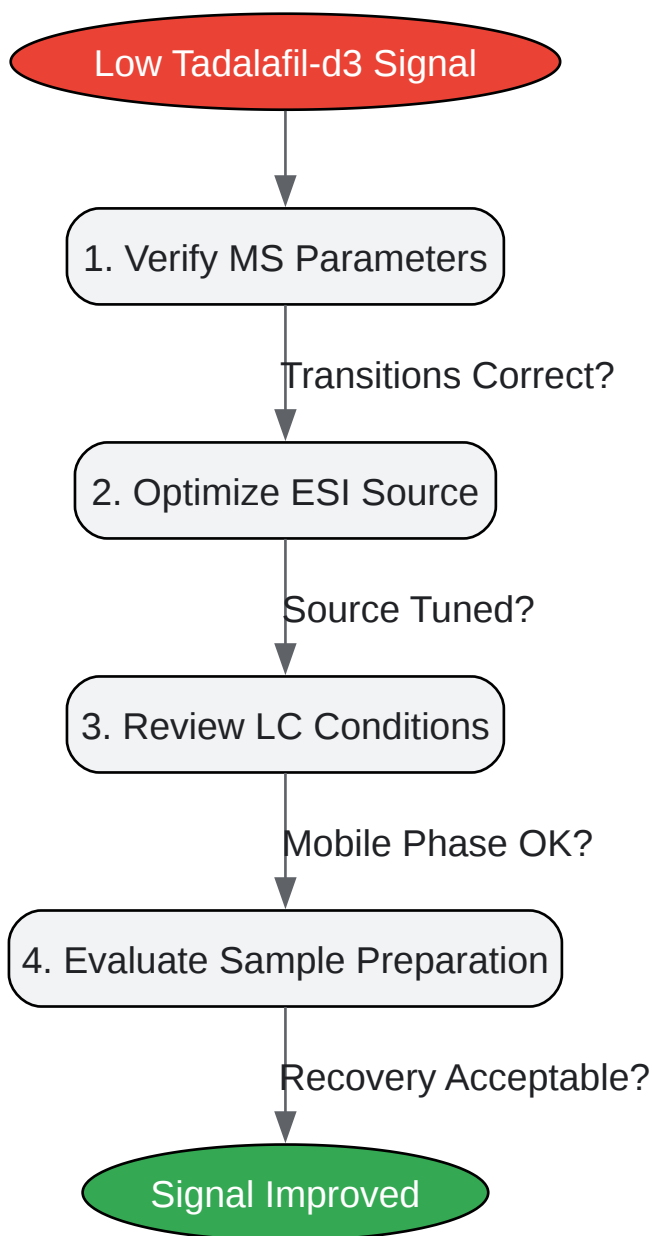 Low Tadalafil-d3 Signal
1. Verify MS Parameters
Transitions Correct?
2. Optimize ESI Source
Source Tuned?
3. Review LC Conditions
Mobile Phase OK?
4. Evaluate Sample Preparation
Recovery Acceptable?
Signal Improved